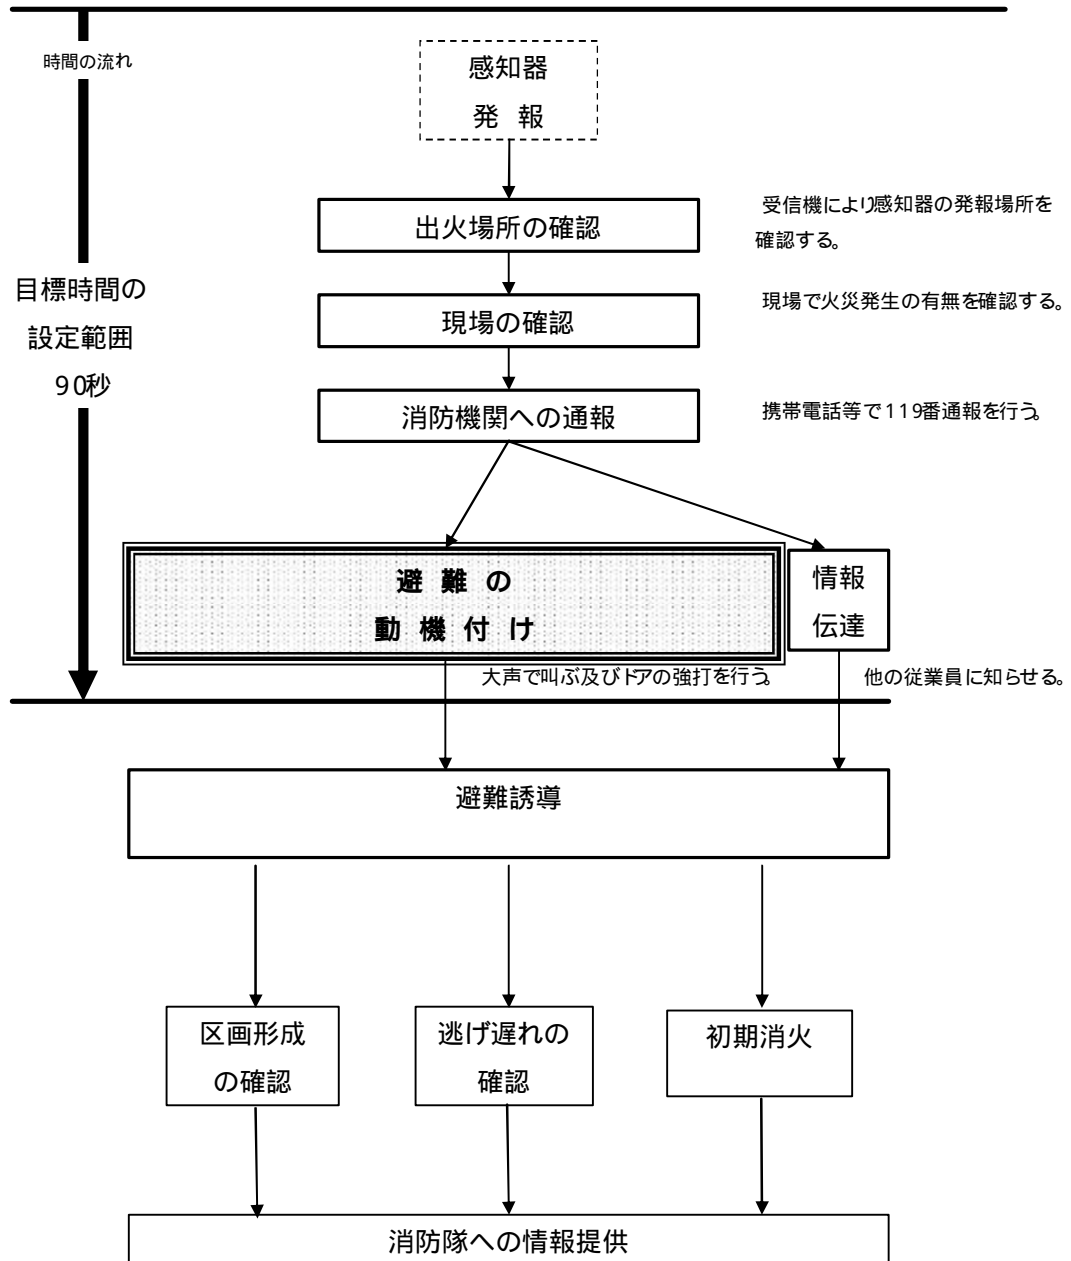 時間の流れ
感知器
発 報
出火場所の確認
受信機により感知器の発報場所を
確認する。
目標時間の
設定範囲
90秒
現場の確認
現場で火災発生の有無を確認する。
消防機関への通報
携帯電話等で119番通報を行う。
避 難 の
動 機 付 け
情報
伝達
大声で叫ぶ及びドアの強打を行う。
他の従業員に知らせる。
避難誘導
区画形成
の確認
逃げ遅れの
確認
初期消火
消防隊への情報提供